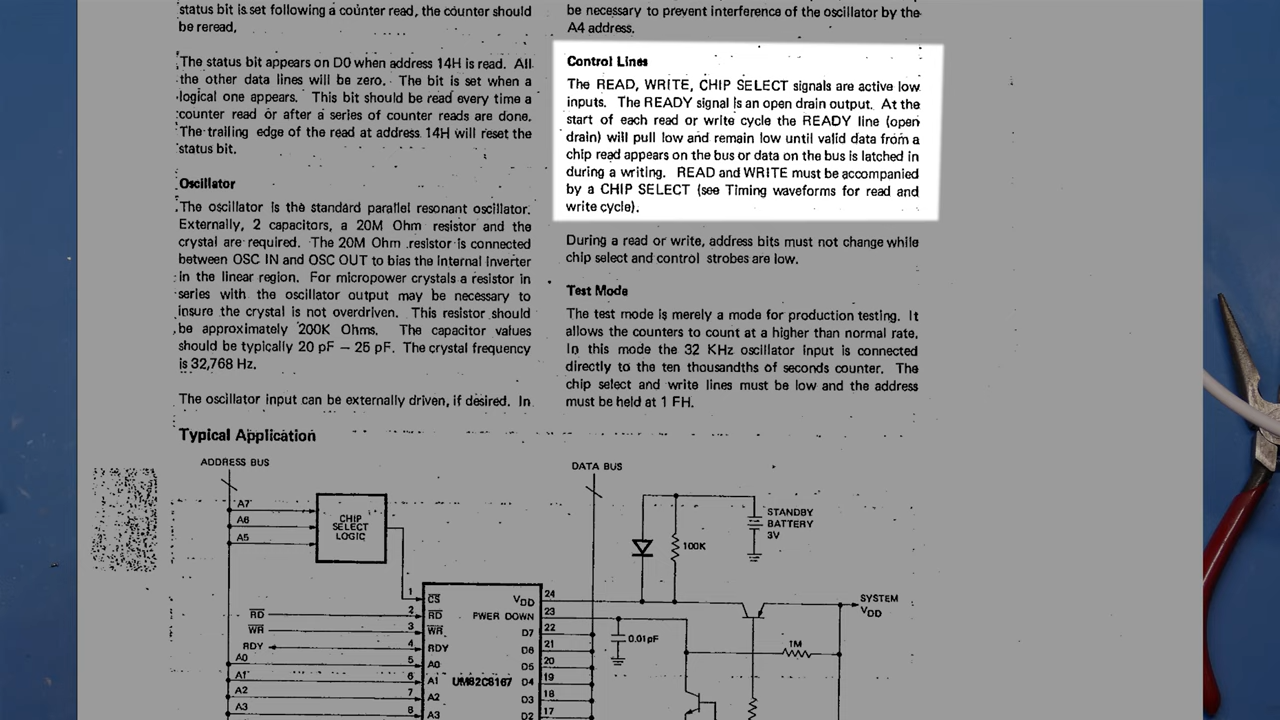 status bit is set following a counter read, the counter should
be reread,
The status bit appears on D0 when address 14H is read. All
the other data lines will be zero. The bit is set when a
logical one appears. This bit should be read every time a
counter read or after a series of counter reads are done.
The trailing edge of the read at address 14H will reset the
status bit.
Oscillator
The oscillator is the standard parallel resonant oscillator.
Externally, 2 capacitors, a 20M Ohm resistor and the
crystal are required. The 20M Ohm resistor is connected
between OSC IN and OSC OUT to bias the Internal Inverter
in the linear region. For micropower crystals a resistor in
series with the oscillator output may be necessary to
insure the crystal is not overdriven. This resistor should
be approximately 200K Ohms. The capacitor values
should be typically 20 pF – 25 pF. The crystal frequency
is 32,768 Hz.
The oscillator input can be externally driven, if desired. In
be necessary to prevent interference of the oscillator by the
A4 address.
Control Lines
The READ, WRITE, CHIP SELECT signals are active low
inputs. The READY signal is an open drain output. At the
start of each read or write cycle the READY line (open
drain) will pull low and remain low until valid data from a
chip read appears on the bus or data on the bus is latched in
during a writing. READ and WRITE must be accompanied
by a CHIP SELECT (see Timing waveforms for read and
write cycle).
During a read or write, address bits must not change while
chip select and control strobes are low.
Test Mode
The test mode is merely a mode for production testing. It
allows the counters to count at a higher than normal rate.
In this mode the 32 KHz oscillator input is connected
directly to the ten thousandths of seconds counter. The
chip select and write lines must be low and the address
must be held at 1 FH.
Typical Application
ADDRESS BUS
DATA BUS
A7
A6
A5
CHIP
SELECT
LOGIC
100K
STANDBY
BATTERY
3V
1 CS VDD 24
SYSTEM
VDD
RD 2 RD PWER DOWN 23
WR 3 WR D7 22
0.01pF
RDY 4 RDY D6 21
1M
A0 5 A0 D5 20
A1 6 A1 UM82C8167 D4 19
A2 7 A2 D3 18
A3 8 A3 D2 17